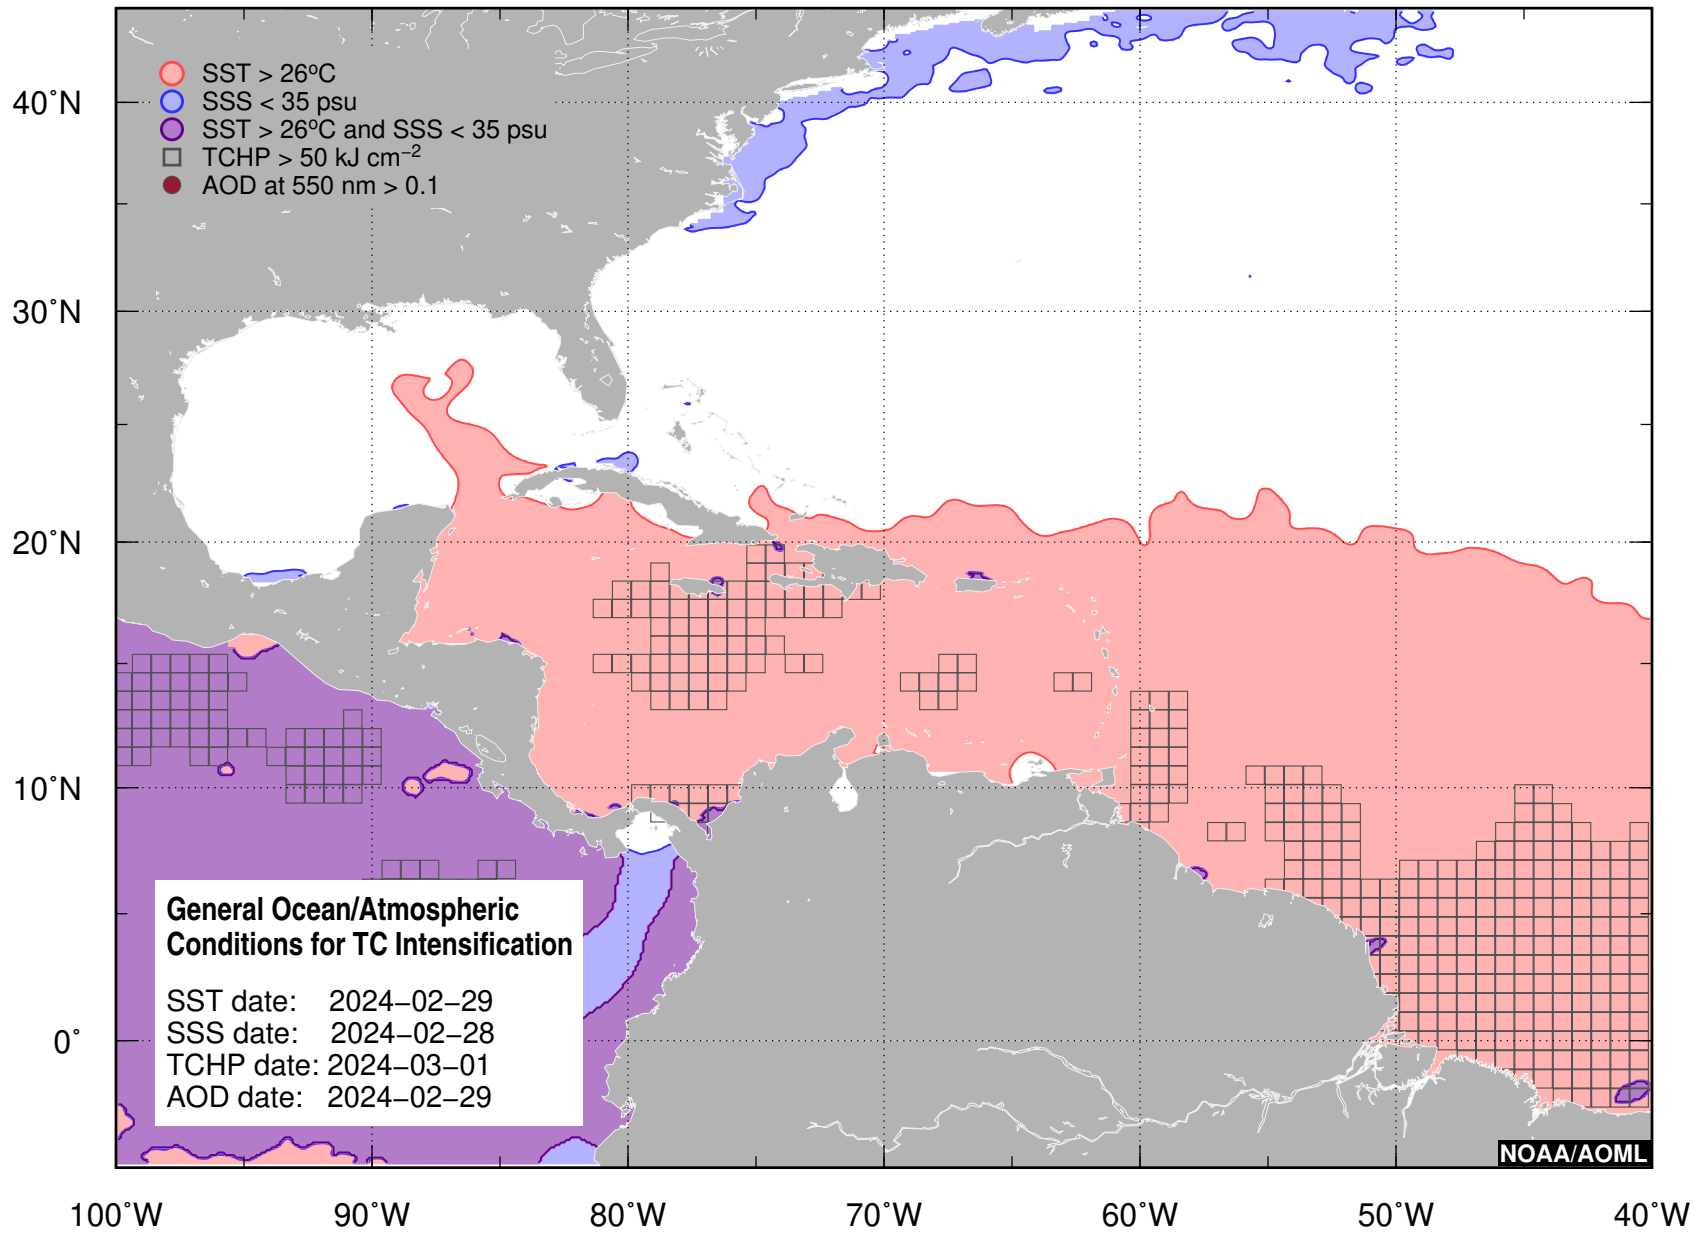 SST > 26°C
SSS < 35 psu
SST > 26°C and SSS < 35 psu
TCHP > 50 kJ cm⁻²
AOD at 550 nm > 0.1
40˚N
30˚N
20˚N
10˚N
0˚
General Ocean/Atmospheric
Conditions for TC Intensification
SST date: 2024−02−29
SSS date: 2024−02−28
TCHP date: 2024−03−01
AOD date: 2024−02−29
NOAA/AOML
100˚W 90˚W 80˚W 70˚W 60˚W 50˚W 40˚W